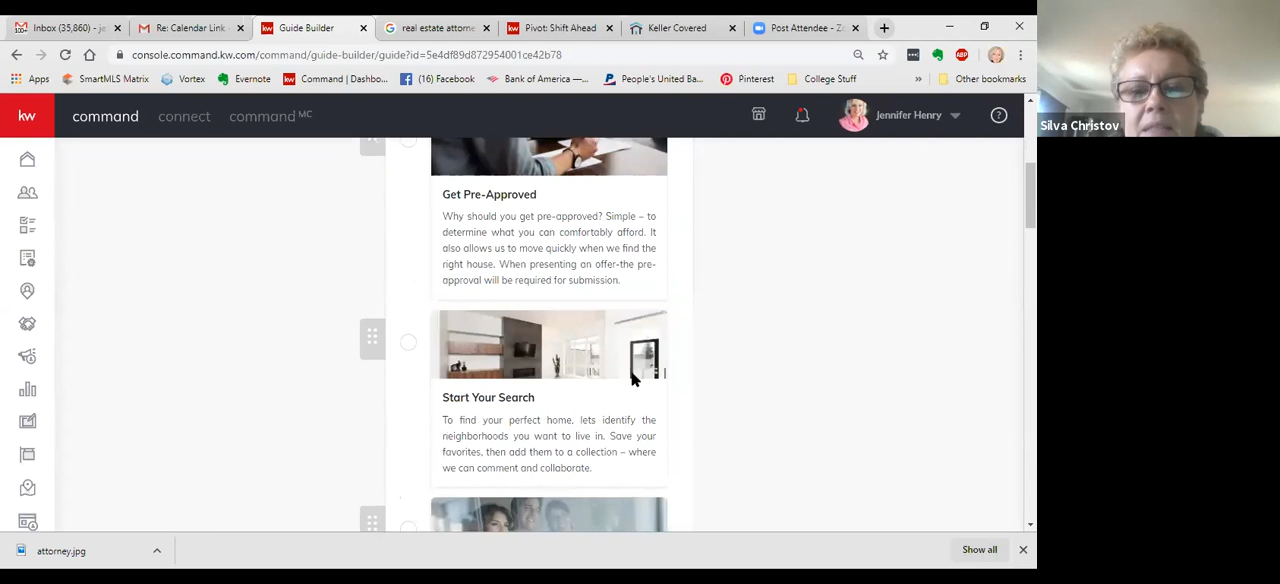 Inbox (35,860) - je
Re: Calendar Link -
Guide Builder
real estate attorne
Pivot: Shift Ahead
Keller Covered
Post Attendee - Z
console.command.kw.com/command/guide-builder/guide?id=5e4df89d872954001ce42b78
ABP
Apps
SmartMLS Matrix
Vortex
Evernote
Command | Dashbo...
(16) Facebook
Bank of America —...
People's United Ba...
Pinterest
College Stuff
»
Other bookmarks
kw
command
connect
command MC
Jennifer Henry
Silva Christov
Get Pre-Approved
Why should you get pre-approved? Simple – to
determine what you can comfortably afford. It
also allows us to move quickly when we find the
right house. When presenting an offer-the pre-
approval will be required for submission.
Start Your Search
To find your perfect home, lets identify the
neighborhoods you want to live in. Save your
favorites, then add them to a collection – where
we can comment and collaborate.
attorney.jpg
Show all